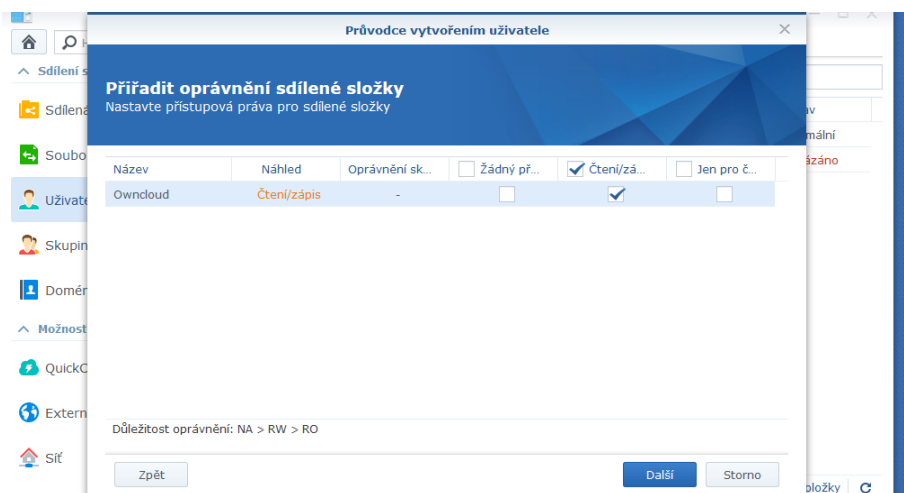 Průvodce vytvořením uživatele
Sdílení s
Přiřadit oprávnění sdílené složky
Nastavte přístupová práva pro sdílené složky
Sdílená
Soubo
Uživate
Skupin
Domén
Možnost
QuickC
Extern
Síť
Název Náhled Oprávnění sk... Žádný př... Čtení/zá... Jen pro č...
Owncloud Čtení/zápis -
av
mální
ázáno
Důležitost oprávnění: NA > RW > RO
Zpět Další Storno
oložky